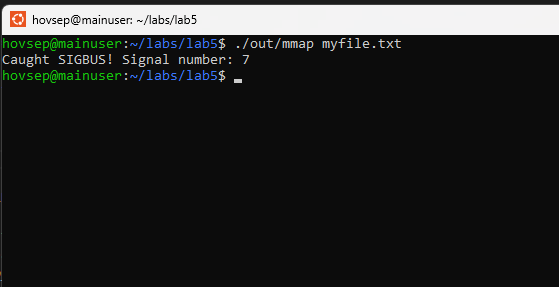 hovsep@mainuser: ~/labs/lab5
hovsep@mainuser:~/labs/lab5$ ./out/mmap myfile.txt
Caught SIGBUS! Signal number: 7
hovsep@mainuser:~/labs/lab5$